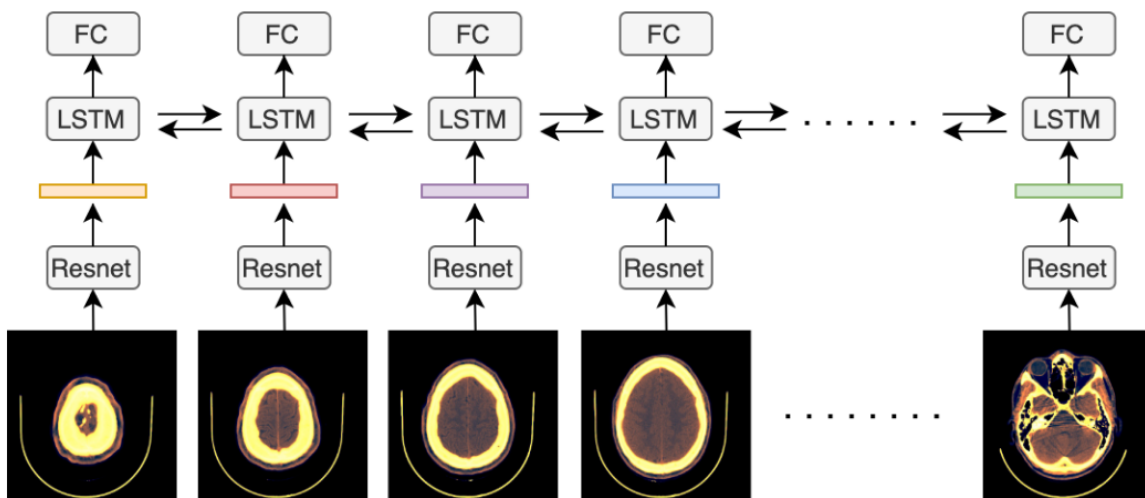 FC FC FC FC FC
LSTM LSTM LSTM LSTM . . . . . . LSTM
Resnet Resnet Resnet Resnet Resnet
. . . . . . . .